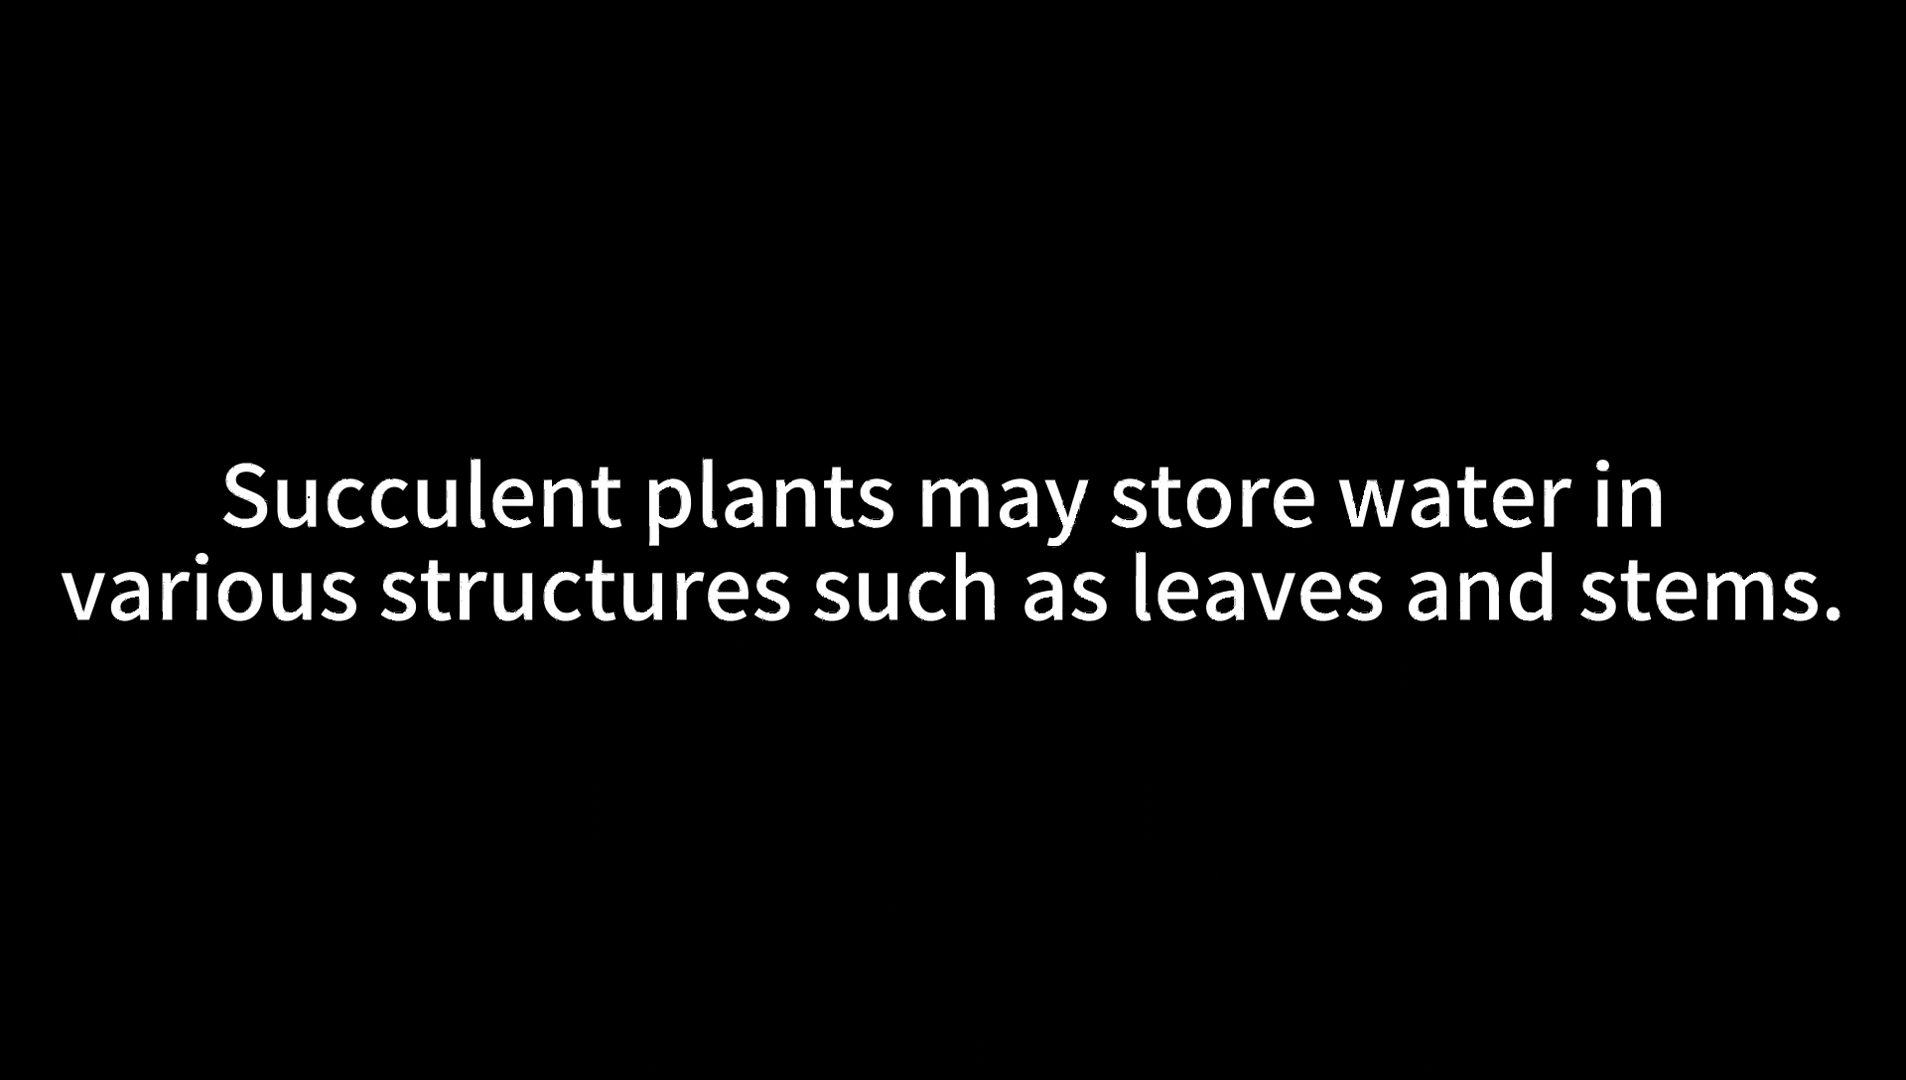 Succulent plants may store water in
various structures such as leaves and stems.